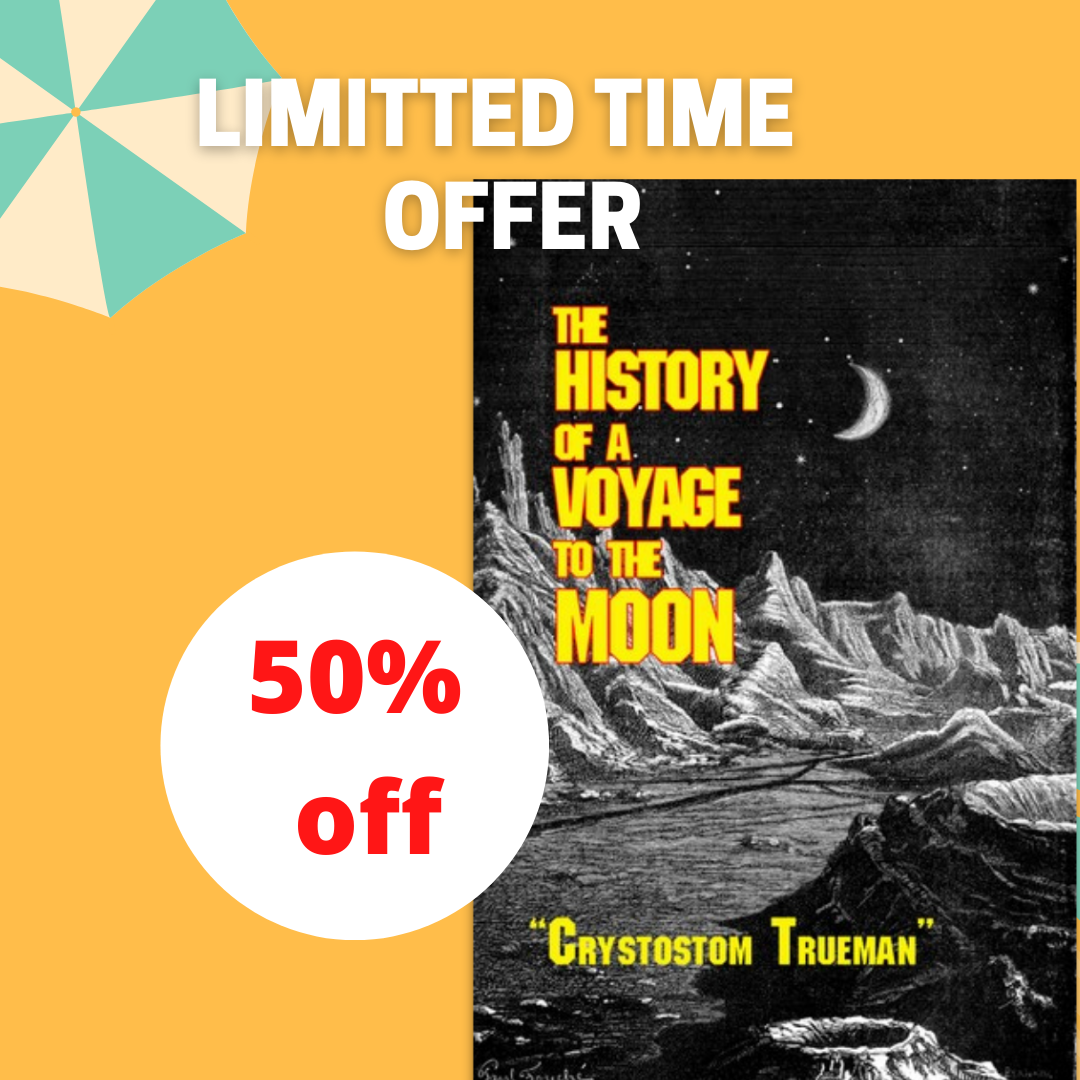 LIMITTED TIME
OFFER
THE
HISTORY
OF A
VOYAGE
TO THE
MOON
50%
off
“CRYSTOSTOM TRUEMAN”